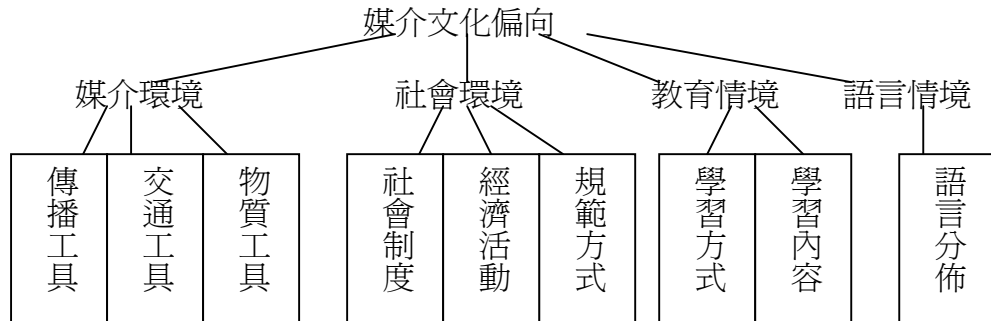 媒介文化偏向
媒介環境 社會環境 教育情境 語言情境
傳播工具
交通工具
物質工具
社會制度
經濟活動
規範方式
學習方式
學習內容
語言分佈